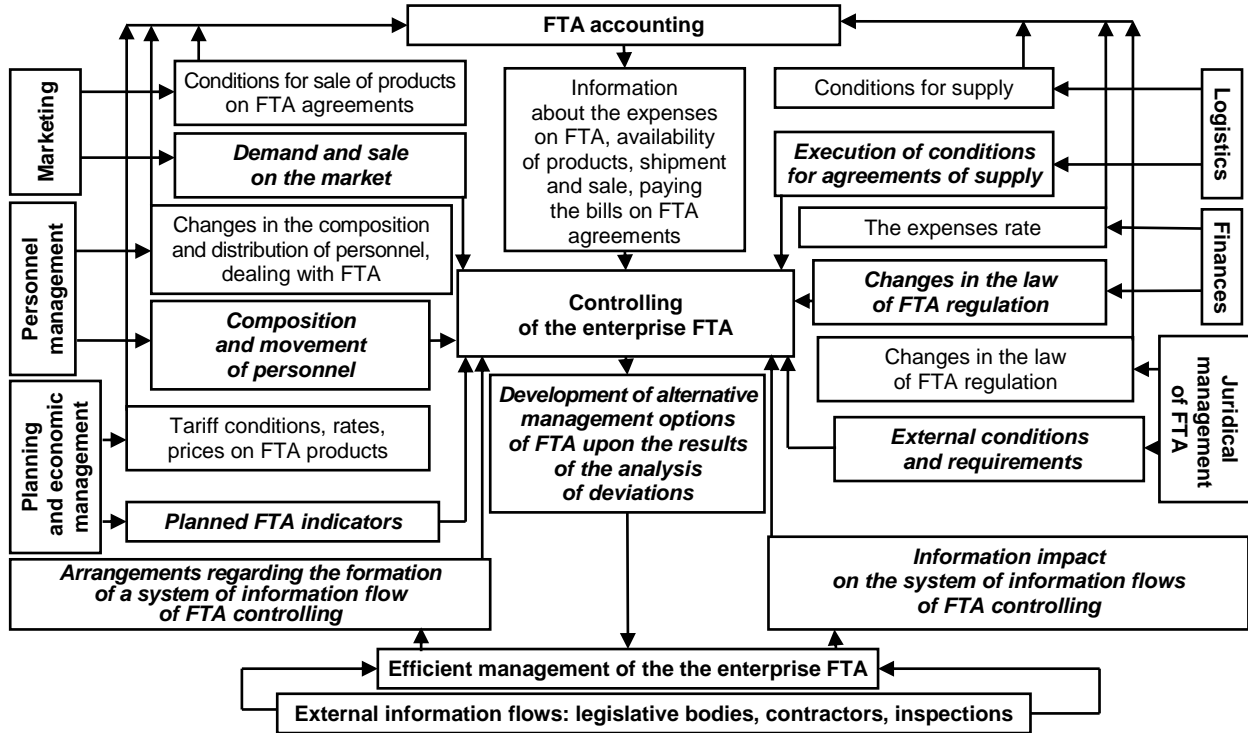 FTA accounting
Marketing
Conditions for sale of products
on FTA agreements
Demand and sale
on the market
Personnel
management
Changes in the composition
and distribution of personnel,
dealing with FTA
Composition
and movement
of personnel
Planning
and economic
management
Tariff conditions, rates,
prices on FTA products
Planned FTA indicators
Arrangements regarding the formation
of a system of information flow
of FTA controlling
Information
about the expenses
on FTA, availability
of products, shipment
and sale, paying
the bills on FTA
agreements
Controlling
of the enterprise FTA
Development of alternative
management options
of FTA upon the results
of the analysis
of deviations
Conditions for supply
Logistics
Execution of conditions
for agreements of supply
The expenses rate
Finances
Changes in the law
of FTA regulation
Changes in the law
of FTA regulation
Juridical
management
of FTA
External conditions
and requirements
Information impact
on the system of information flows
of FTA controlling
Efficient management of the the enterprise FTA
External information flows: legislative bodies, contractors, inspections